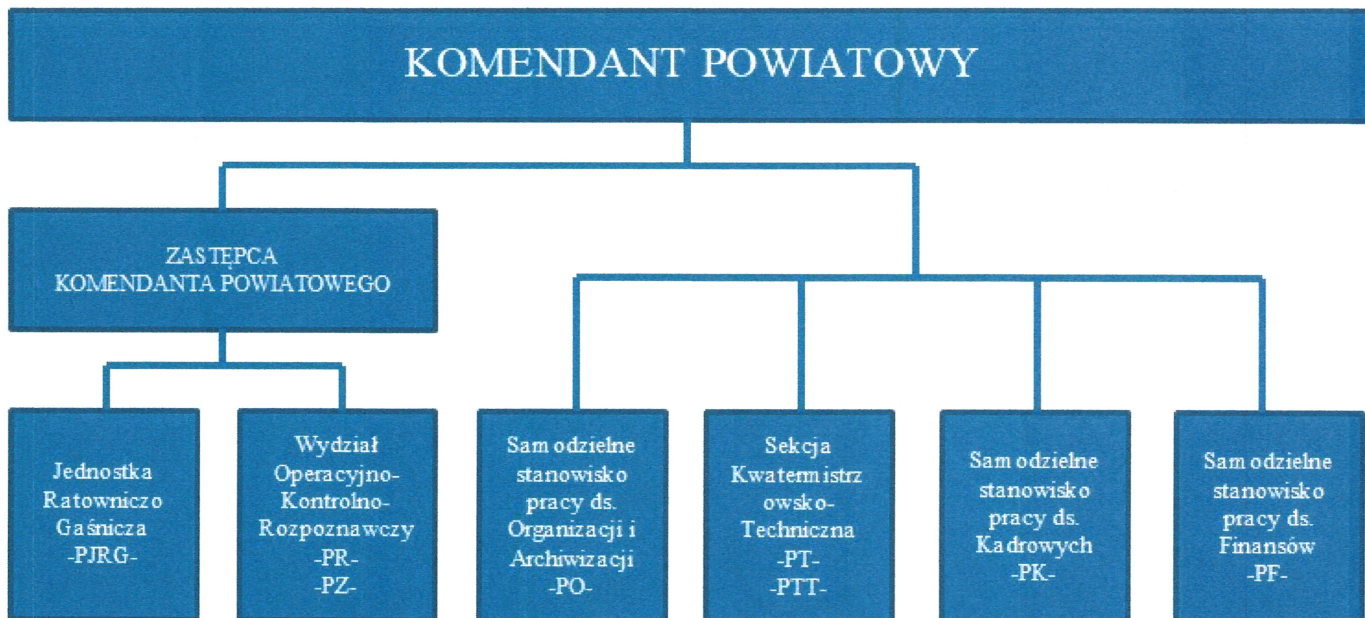 KOMENDANT POWIATOWY
ZASTĘPCA
KOMENDANTA POWIATOWEGO
Jednostka
Ratowniczo
Gaśnicza
-PJRG-
Wydział
Operacyjno-
Kontrolno-
Rozpoznawczy
-PR-
-PZ-
Samodzielne
stanowisko
pracy ds.
Organizacji i
Archiwizacji
-PO-
Sekcja
Kwatermistrz
owsko-
Techniczna
-PT-
-PTT-
Samodzielne
stanowisko
pracy ds.
Kadrowych
-PK-
Samodzielne
stanowisko
pracy ds.
Finansów
-PF-